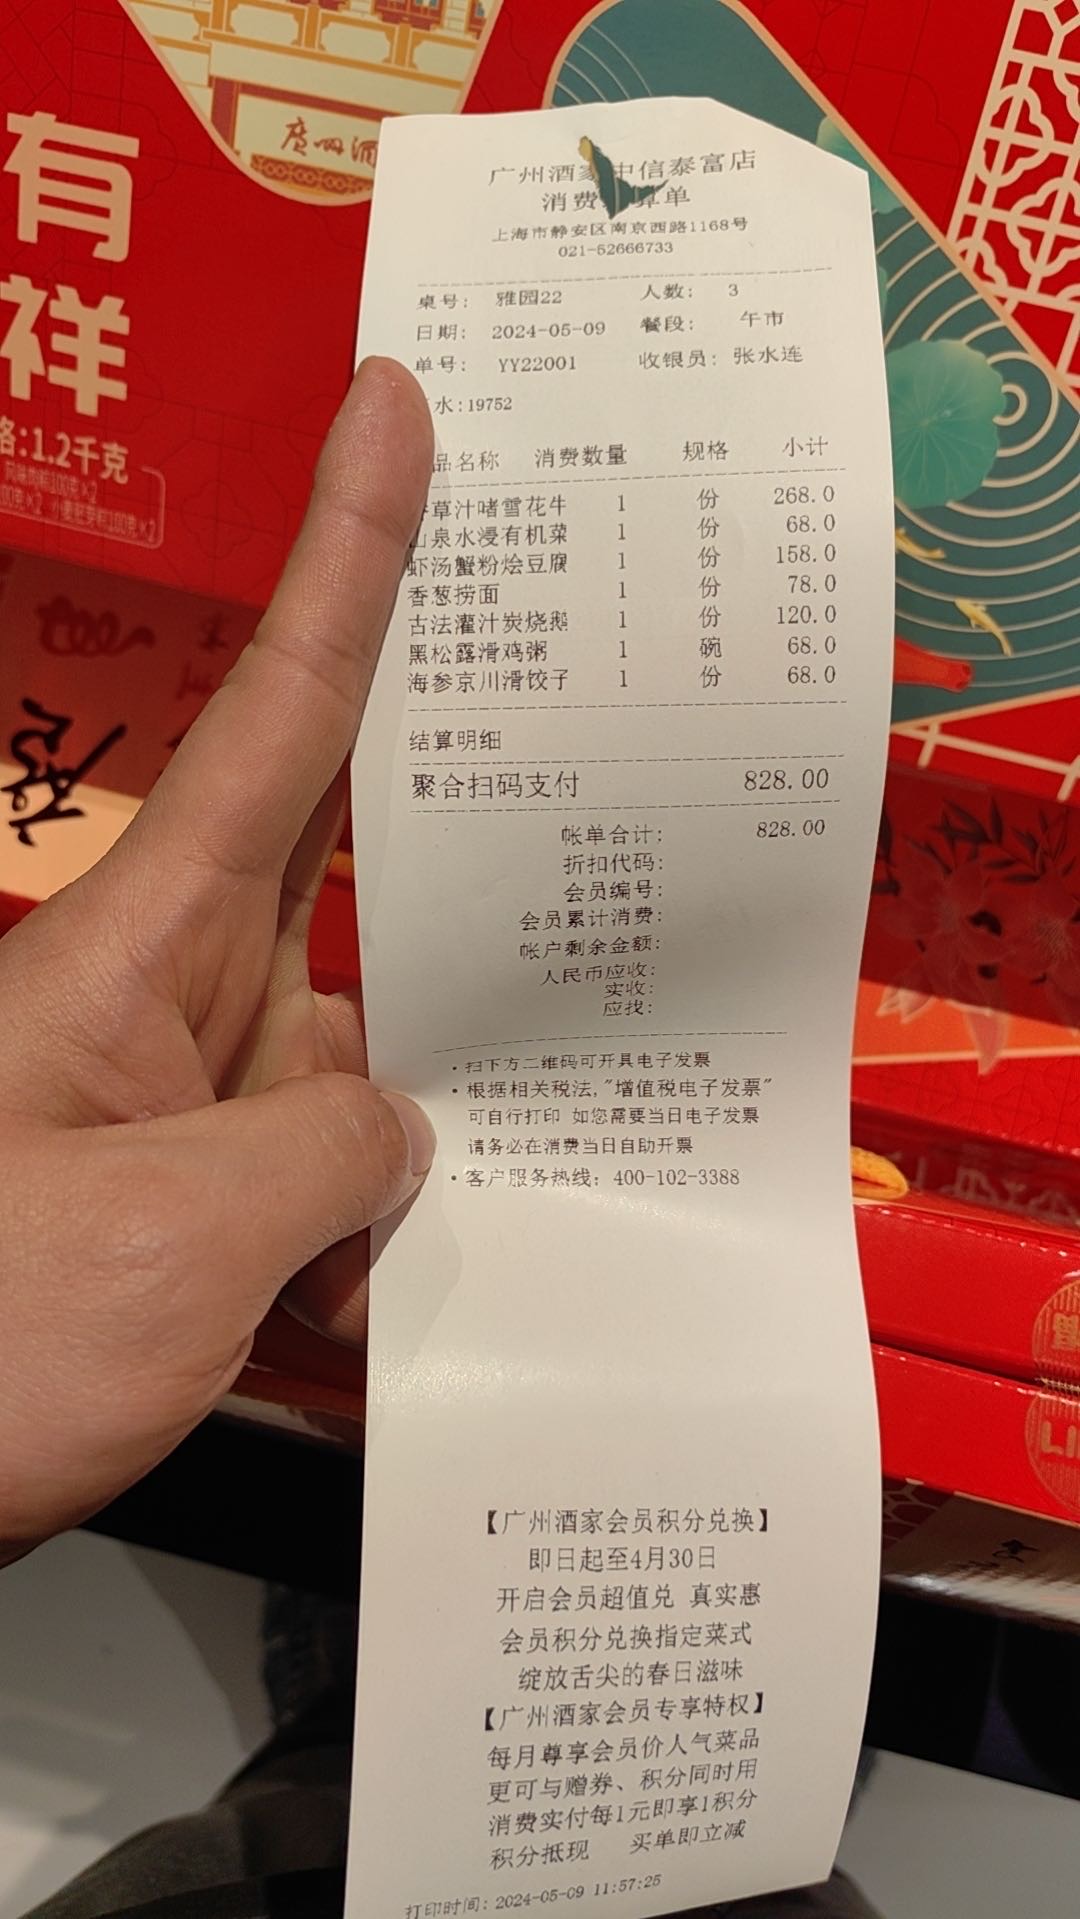 有
祥
广州酒
格:1.2千克
广州酒家中信泰富店
消费 算单
上海市静安区南京西路1168号
021-52666733
桌号: 雅园22 人数: 3
日期: 2024-05-09 餐段: 午市
单号: YY22001 收银员: 张水连
水:19752
品名称 消费数量 规格 小计
草汁啫雪花牛 1 份 268.0
山泉水浸有机菜 1 份 68.0
虾汤蟹粉烩豆腐 1 份 158.0
香葱捞面 1 份 78.0
古法灌汁炭烧鹅 1 份 120.0
黑松露滑鸡粥 1 碗 68.0
海参京川滑饺子 1 份 68.0
结算明细
聚合扫码支付 828.00
帐单合计: 828.00
折扣代码:
会员编号:
会员累计消费:
帐户剩余金额:
人民币应收:
实收:
应找:
·扫下方二维码可开具电子发票
·根据相关税法,"增值税电子发票"
可自行打印 如您需要当日电子发票
请务必在消费当日自助开票
·客户服务热线: 400-102-3388
【广州酒家会员积分兑换】
即日起至4月30日
开启会员超值兑 真实惠
会员积分兑换指定菜式
绽放舌尖的春日滋味
【广州酒家会员专享特权】
每月尊享会员价人气菜品
更可与赠券、积分同时用
消费实付每1元即享1积分
积分抵现 买单即立减
打印时间: 2024-05-09 11:57:25